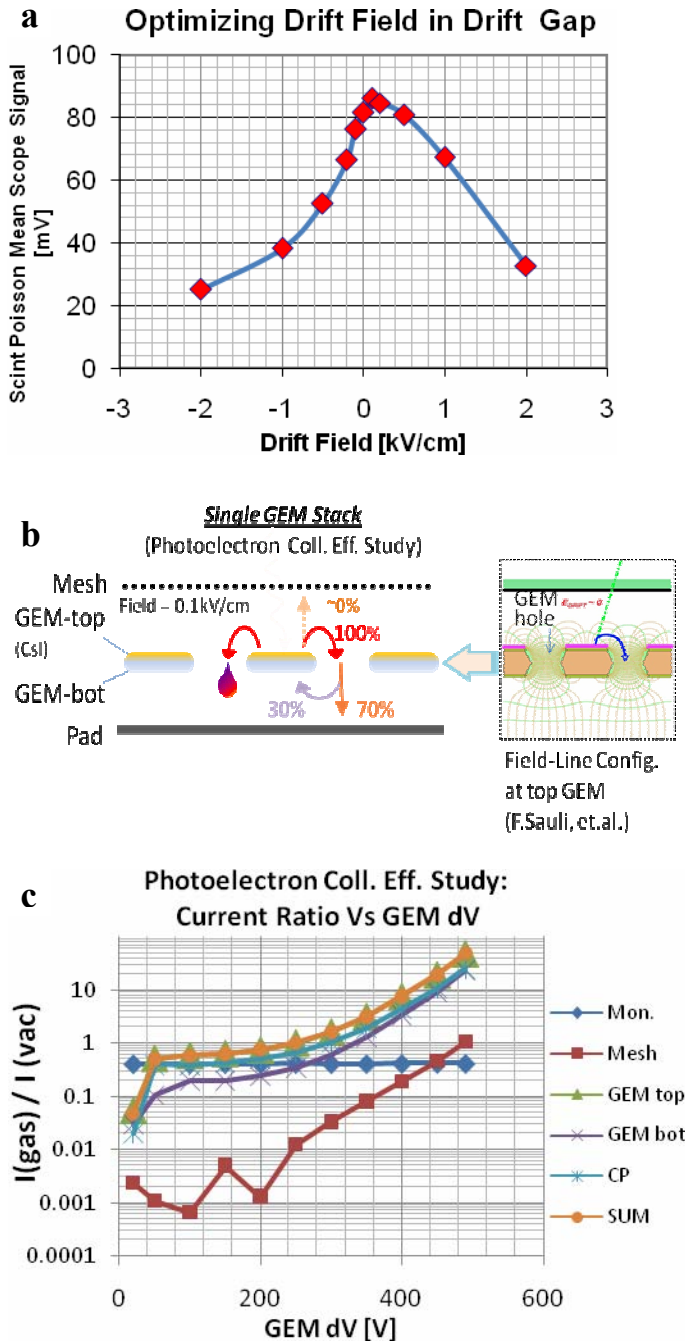 a
Optimizing Drift Field in Drift Gap
Scint Poisson Mean Scope Signal
[mV]
100
80
60
40
20
0
-3
-2
-1
0
1
2
3
Drift Field [kV/cm]
b
Single GEM Stack
(Photoelectron Coll. Eff. Study)
Mesh
Field – 0.1kV/cm
~0%
GEM-top
(CsI)
100%
GEM-bot
30%
70%
Pad
GEM
hole
Field-Line Config.
at top GEM
(F.Sauli, et.al.)
c
Photoelectron Coll. Eff. Study:
Current Ratio Vs GEM dV
I(gas) / I (vac)
10
1
0.1
0.01
0.001
0.0001
0
200
400
600
GEM dV [V]
Mon.
Mesh
GEM top
GEM bot
CP
SUM